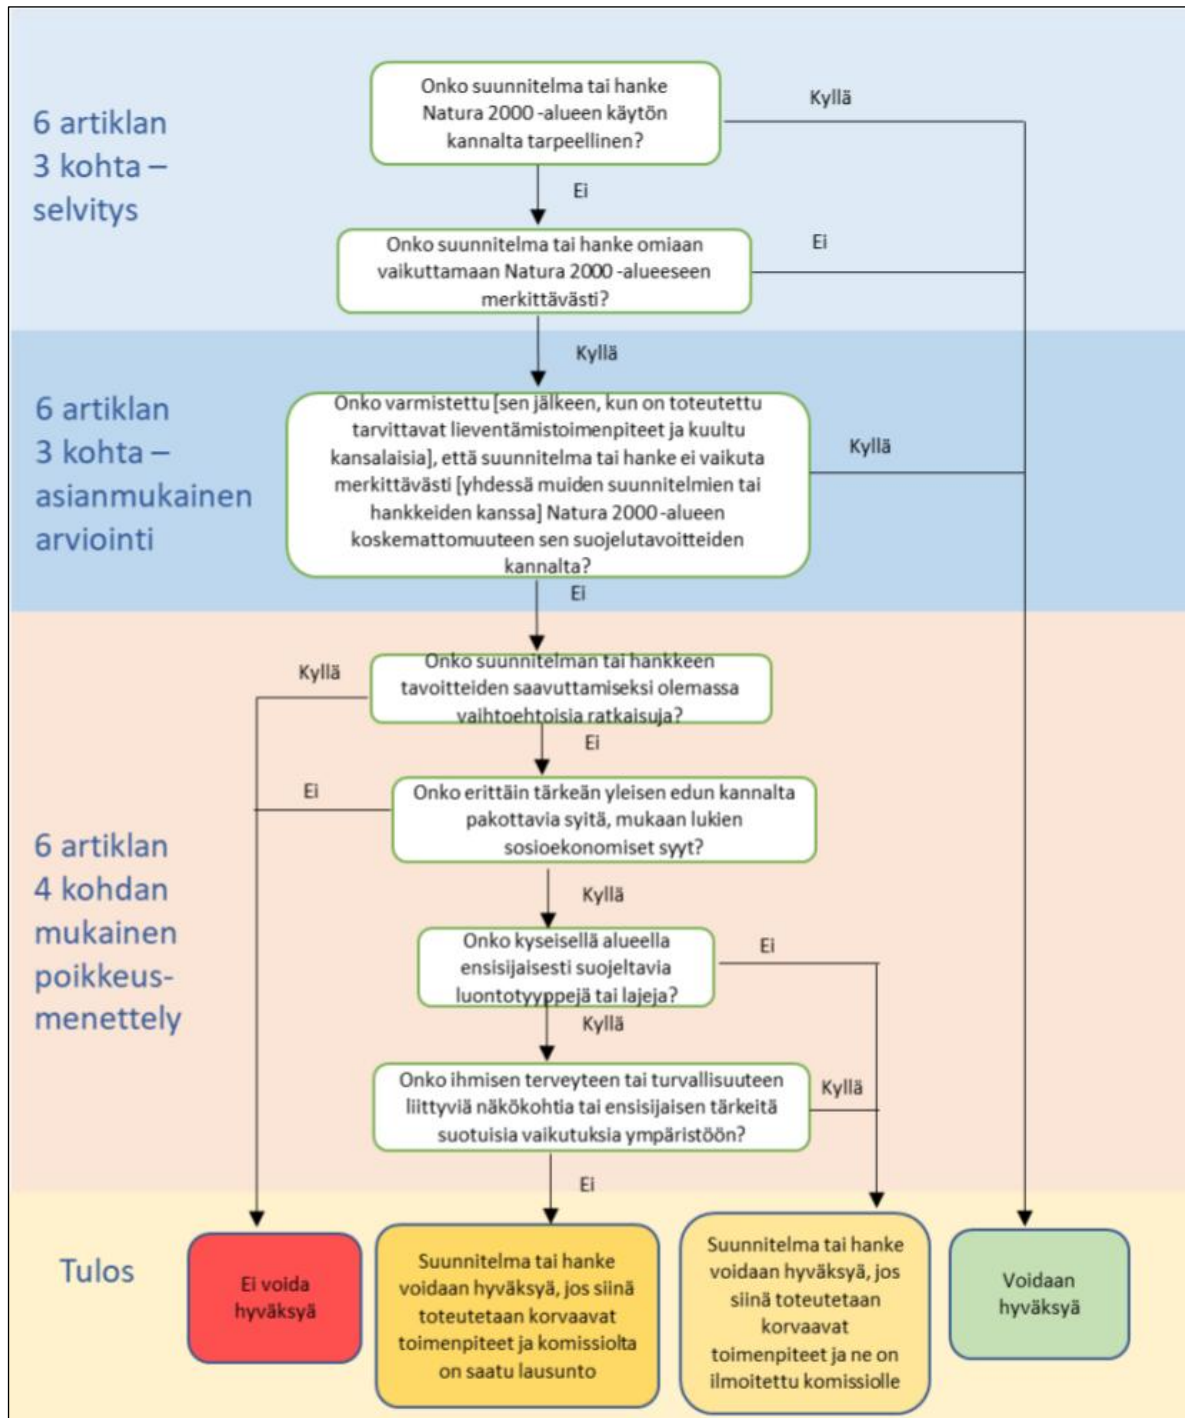 6 artiklan
3 kohta –
selvitys
Onko suunnitelma tai hanke
Natura 2000 -alueen käytön
kannalta tarpeellinen?
Kyllä
Ei
Onko suunnitelma tai hanke omiaan
vaikuttamaan Natura 2000 -alueeseen
merkittävästi?
Ei
Kyllä
6 artiklan
3 kohta –
asianmukainen
arviointi
Onko varmistettu [sen jälkeen, kun on toteutettu
tarvittavat lieventämistoimenpiteet ja kuultu
kansalaisia], että suunnitelma tai hanke ei vaikuta
merkittävästi [yhdessä muiden suunnitelmien tai
hankkeiden kanssa] Natura 2000 -alueen
koskemattomuuteen sen suojelutavoitteiden
kannalta?
Kyllä
Ei
6 artiklan
4 kohdan
mukainen
poikkeus-
menettely
Onko suunnitelman tai hankkeen
tavoitteiden saavuttamiseksi olemassa
vaihtoehtoisia ratkaisuja?
Kyllä
Ei
Onko erittäin tärkeän yleisen edun kannalta
pakottavia syitä, mukaan lukien
sosioekonomiset syyt?
Ei
Kyllä
Onko kyseisellä alueella
ensisijaisesti suojeltavia
luontotyyppejä tai lajeja?
Ei
Kyllä
Onko ihmisen terveyteen tai turvallisuuteen
liittyviä näkökohtia tai ensisijaisen tärkeitä
suotuisia vaikutuksia ympäristöön?
Kyllä
Ei
Tulos
Ei voida
hyväksyä
Suunnitelma tai hanke
voidaan hyväksyä, jos siinä
toteutetaan korvaavat
toimenpiteet ja komissiolta
on saatu lausunto
Suunnitelma tai hanke
voidaan hyväksyä, jos
siinä toteutetaan
korvaavat
toimenpiteet ja ne on
ilmoitettu komissiolle
Voidaan
hyväksyä